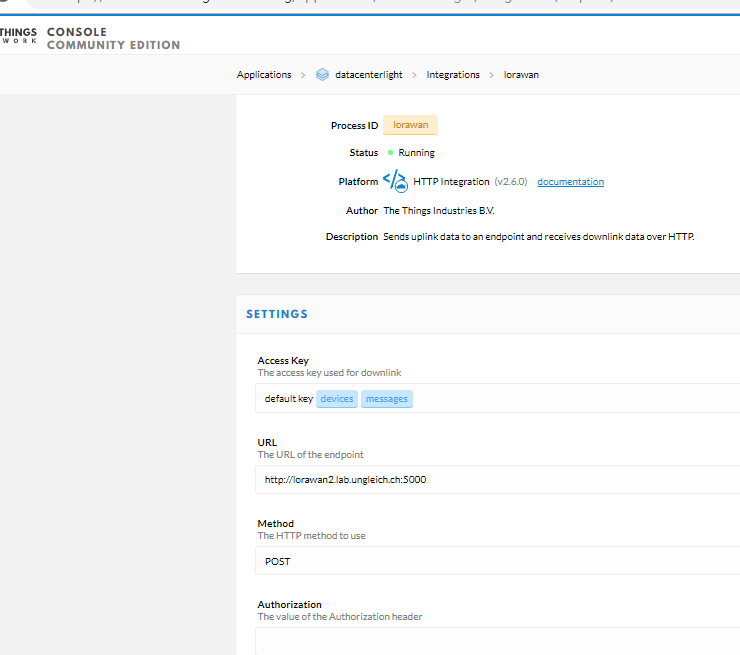 THINGS
WORK
CONSOLE
COMMUNITY EDITION
Applications > datacenterlight > Integrations > lorawan
Process ID lorawan
Status Running
Platform HTTP Integration (v2.6.0) documentation
Author The Things Industries B.V.
Description Sends uplink data to an endpoint and receives downlink data over HTTP.
SETTINGS
Access Key
The access key used for downlink
default key devices messages
URL
The URL of the endpoint
http://lorawan2.lab.ungleich.ch:5000
Method
The HTTP method to use
POST
Authorization
The value of the Authorization header